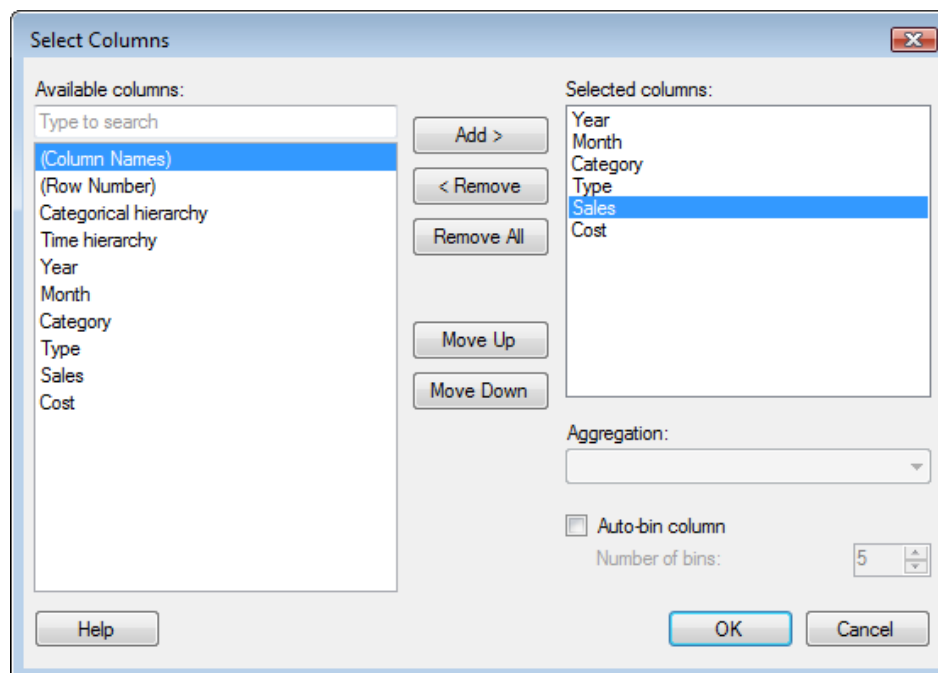 Select Columns
Available columns:
Type to search
(Column Names)
(Row Number)
Categorical hierarchy
Time hierarchy
Year
Month
Category
Type
Sales
Cost
Add >
< Remove
Remove All
Move Up
Move Down
Selected columns:
Year
Month
Category
Type
Sales
Cost
Aggregation:
Auto-bin column
Number of bins: 5
Help
OK
Cancel